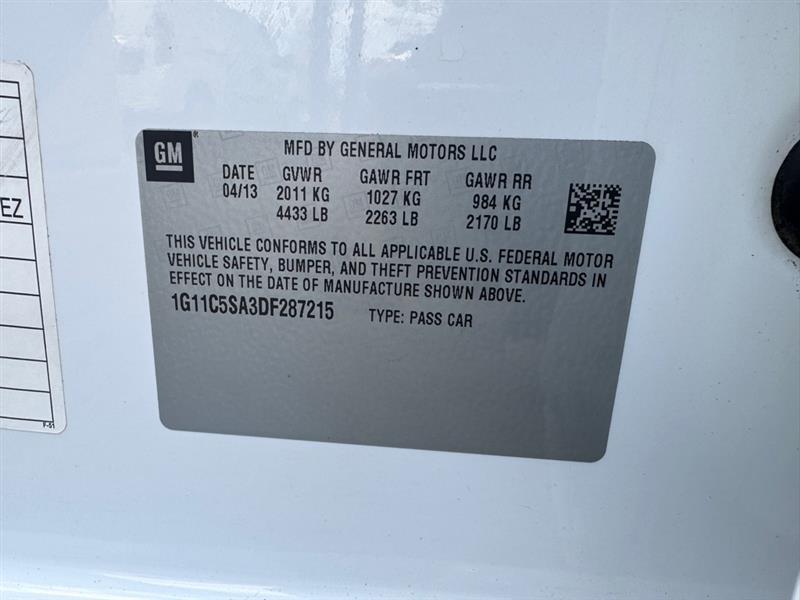 EZ
F-51
GM
MFD BY GENERAL MOTORS LLC
DATE GVWR GAWR FRT GAWR RR
04/13 2011 KG 1027 KG 984 KG
4433 LB 2263 LB 2170 LB
THIS VEHICLE CONFORMS TO ALL APPLICABLE U.S. FEDERAL MOTOR
VEHICLE SAFETY, BUMPER, AND THEFT PREVENTION STANDARDS IN
EFFECT ON THE DATE OF MANUFACTURE SHOWN ABOVE.
1G11C5SA3DF287215 TYPE: PASS CAR